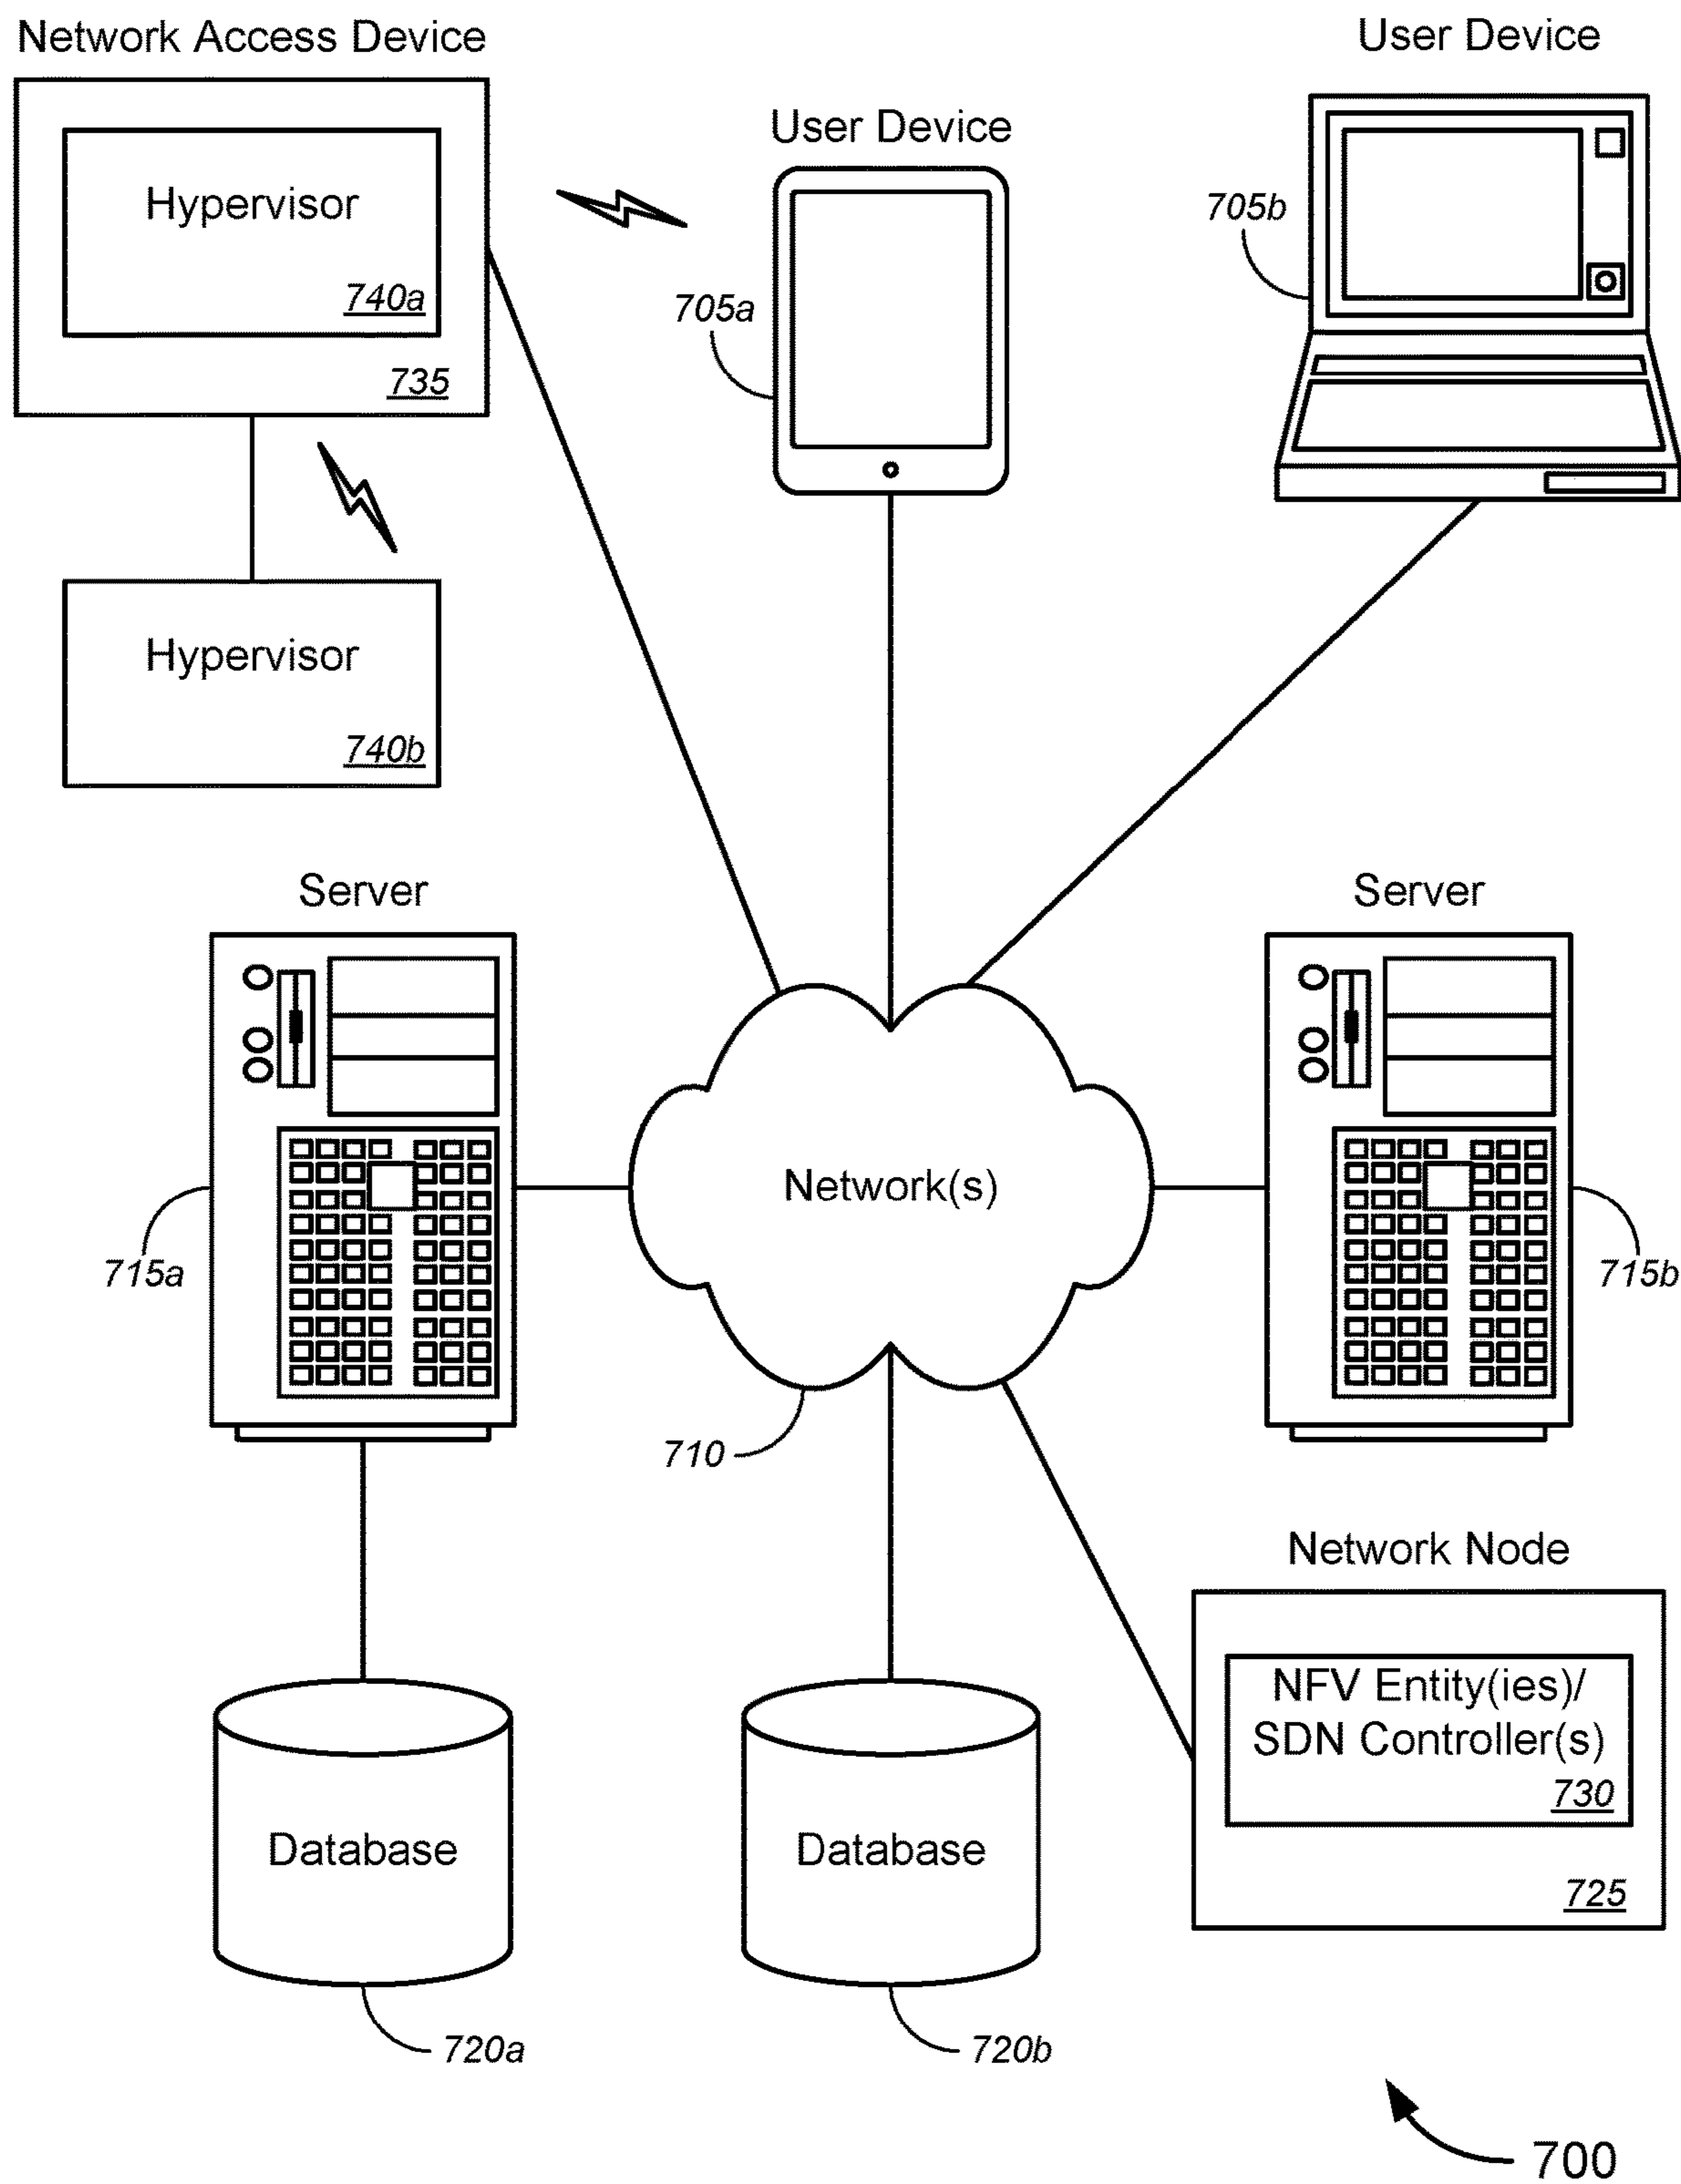 Network Access Device
User Device
User Device
Hypervisor
740a
735
705a
705b
Hypervisor
740b
Server
Server
Network(s)
715a
715b
710
Network Node
NFV Entity(ies)/
SDN Controller(s)
730
725
Database
Database
720a
720b
700